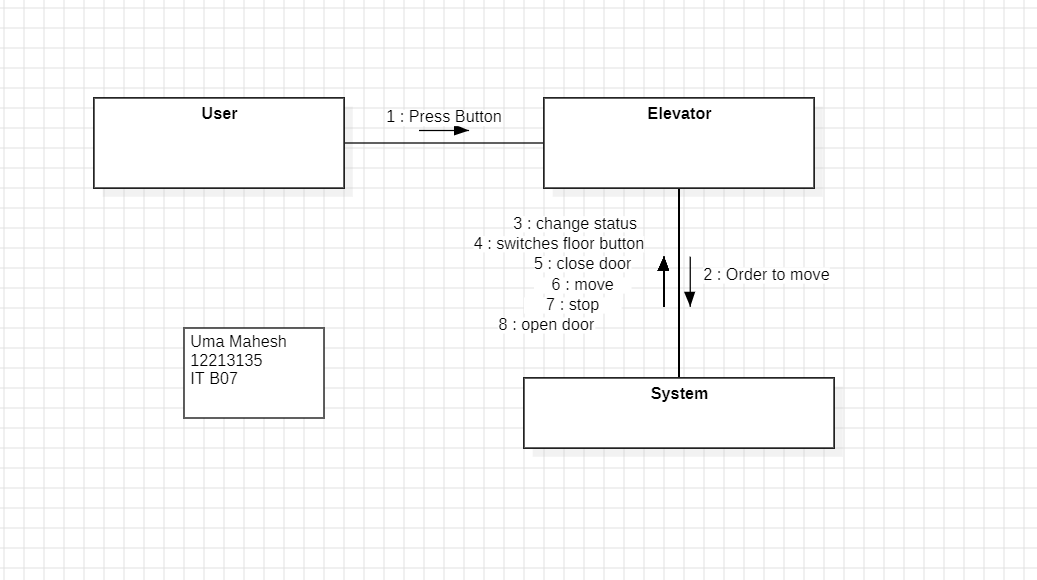 User
1 : Press Button
Elevator
3 : change status
4 : switches floor button
5 : close door
6 : move
7 : stop
8 : open door
2 : Order to move
Uma Mahesh
12213135
IT B07
System